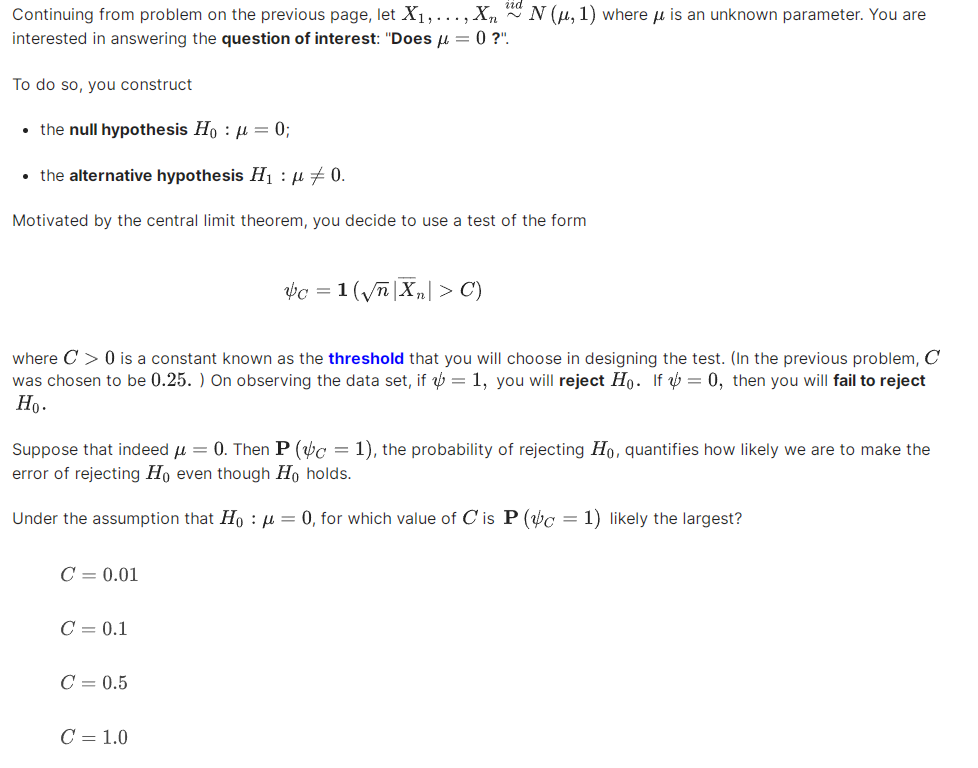 Continuing from problem on the previous page, let $X_1, \ldots, X_n \stackrel{iid}{\sim} N(\mu, 1)$ where $\mu$ is an unknown parameter. You are
interested in answering the question of interest: "Does $\mu = 0$ ?".
To do so, you construct
• the null hypothesis $H_0 : \mu = 0$;
• the alternative hypothesis $H_1 : \mu \neq 0$.
Motivated by the central limit theorem, you decide to use a test of the form
$\psi_C = \mathbf{1}(\sqrt{n}|\overline{X}_n| > C)$
where $C > 0$ is a constant known as the threshold that you will choose in designing the test. (In the previous problem, $C$
was chosen to be $0.25.$ ) On observing the data set, if $\psi = 1,$ you will reject $H_0.$ If $\psi = 0,$ then you will fail to reject
$H_0.$
Suppose that indeed $\mu = 0$. Then $\mathbf{P}(\psi_C = 1)$, the probability of rejecting $H_0$, quantifies how likely we are to make the
error of rejecting $H_0$ even though $H_0$ holds.
Under the assumption that $H_0 : \mu = 0$, for which value of $C$ is $\mathbf{P}(\psi_C = 1)$ likely the largest?
$C = 0.01$
$C = 0.1$
$C = 0.5$
$C = 1.0$